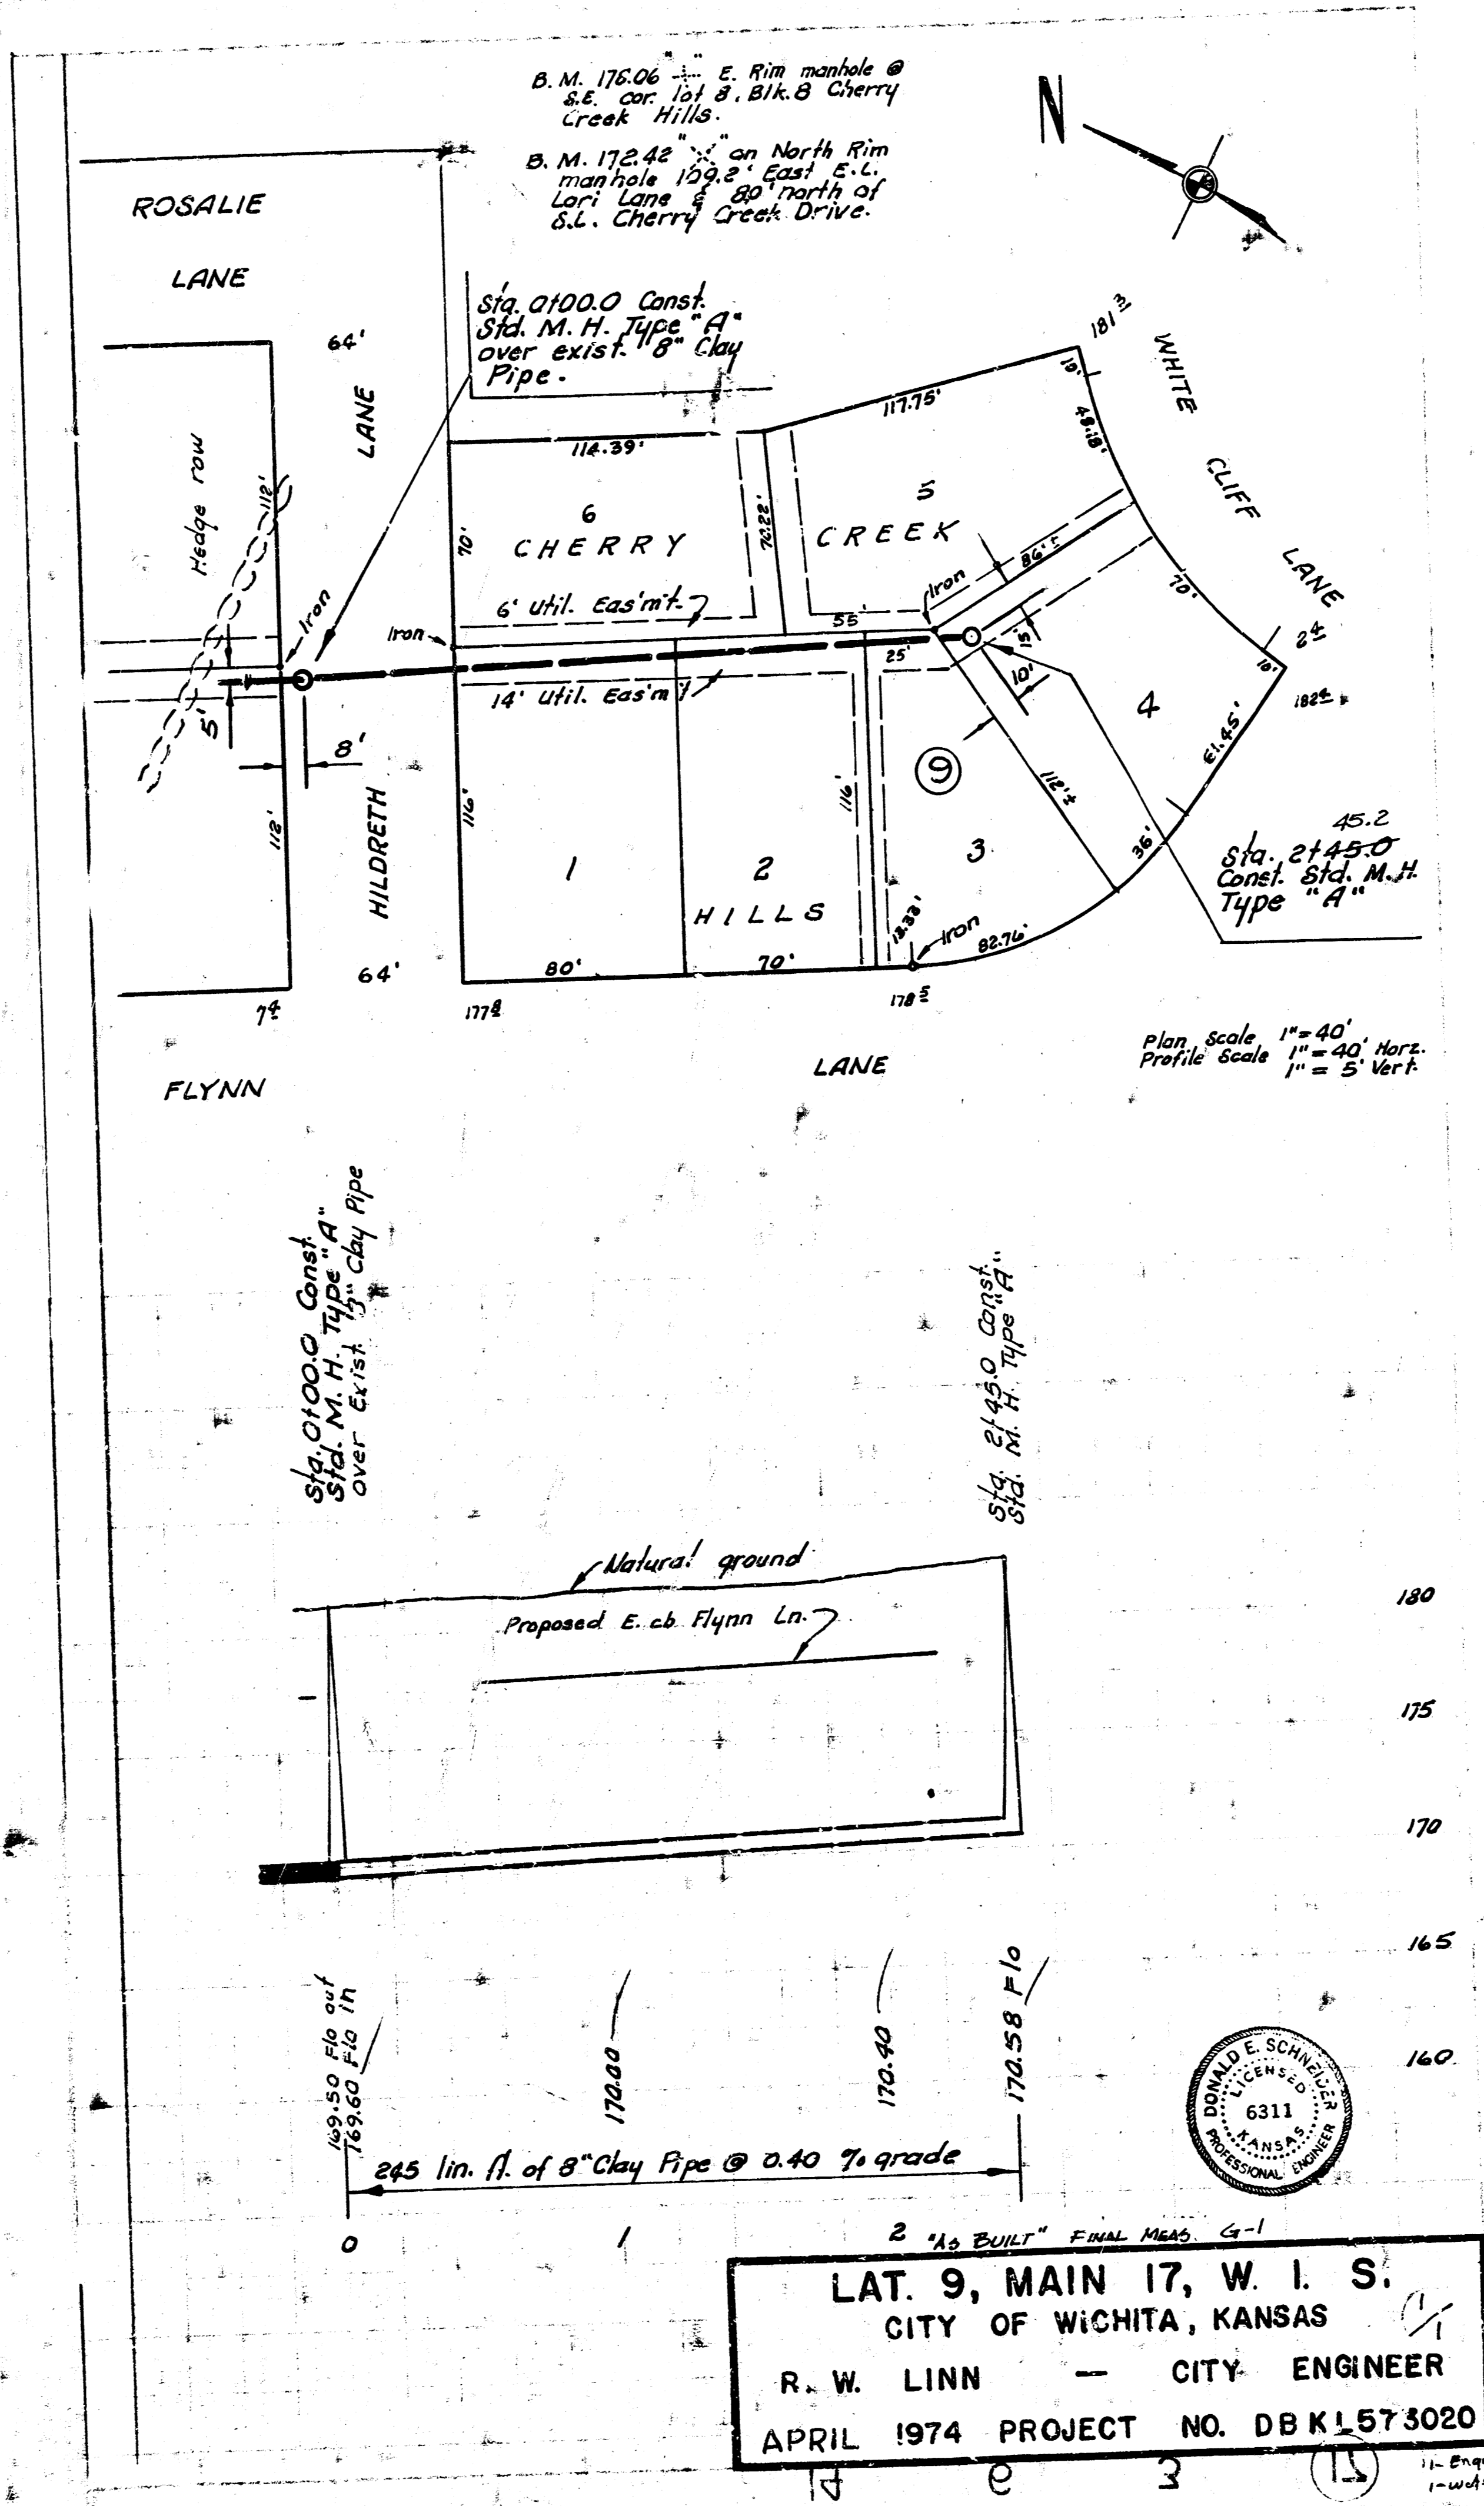 B.M. 176.06 "+" E. Rim manhole @
S.E. cor. lot 8, Blk. 8 Cherry
Creek Hills.
B.M. 172.42 "X" on North Rim
manhole 109.2' East E.L.
Lori Lane & 80' north of
S.L. Cherry Creek Drive.
N
ROSALIE
LANE
Sta. 0+00.0 Const.
Std. M.H. Type "A"
over exist. 8" Clay
Pipe.
64'
LANE
Hedge row
112'
181 3
WHITE
CLIFF
LANE
10'
48.18'
117.75'
114.39'
70'
6
CHERRY
76.22'
5
CREEK
86'±
Iron
6' Util. Eas'm't.
55'
Iron
Iron
25'
15'
10'
70'
2 4
10'
182 4
14' Util. Eas'm't
5'
8'
4
61.45'
9
112'±
36'
112'
HILDRETH
116'
116'
1
2
HILLS
3
45.2
Sta. 2+45.0
Const. Std. M.H.
Type "A"
13.33'
Iron
82.76'
64'
80'
70'
7 4
177 8
178 5
FLYNN
LANE
Plan Scale 1"=40'
Profile Scale 1"=40' Horz.
1"= 5' Vert.
Sta. 0+00.0 Const.
Std. M.H. Type "A"
over Exist. Clay Pipe
Sta. 2+45.0 Const.
Std. M.H. Type "A"
Natural ground
Proposed E. cb Flynn Ln.
180
175
170
165
160
169.50 Flo out
169.60 Flo in
170.00
170.40
170.58 Flo
245 lin. ft. of 8" Clay Pipe @ 0.40 % grade
0
1
2
DONALD E. SCHNEIDER
LICENSED
6311
KANSAS
PROFESSIONAL ENGINEER
"AS BUILT" FINAL MEAS. G-1
LAT. 9, MAIN 17, W. I. S.
1/1
CITY OF WICHITA, KANSAS
R. W. LINN — CITY ENGINEER
APRIL 1974 PROJECT NO. DBKL573020